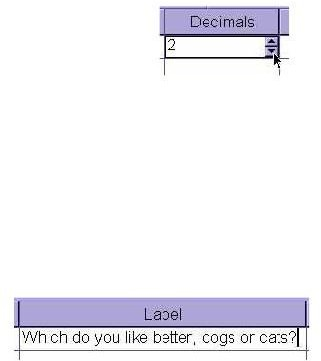 Decimals
2
Label
Which do you like better, dogs or cats?